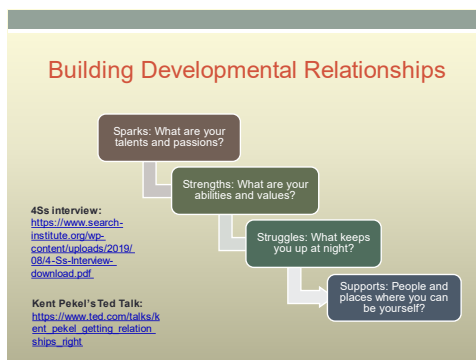 Building Developmental Relationships
Sparks: What are your
talents and passions?
Strengths: What are your
abilities and values?
Struggles: What keeps
you up at night?
Supports: People and
places where you can
be yourself?
4Ss interview:
https://www.search-
institute.org/wp-
content/uploads/2019/
08/4-Ss-Interview-
download.pdf
Kent Pekel's Ted Talk:
https://www.ted.com/talks/k
ent_pekel_getting_relation
ships_right